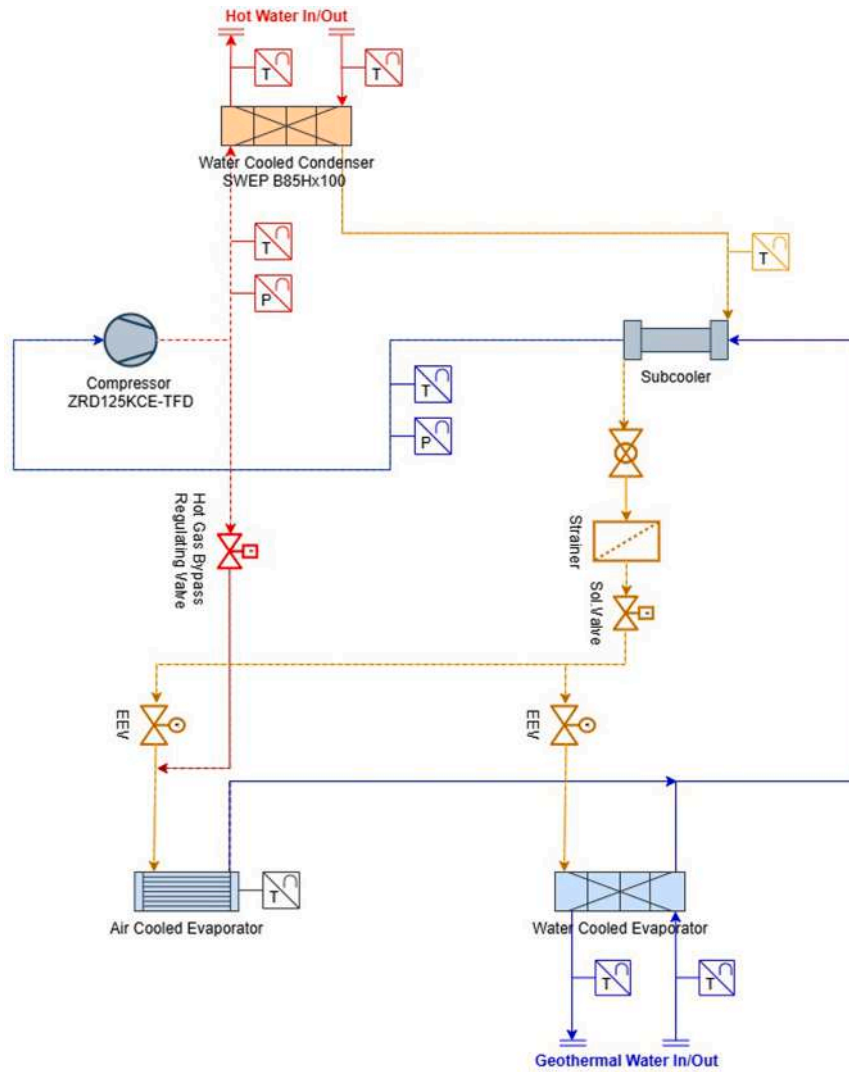 Hot Water In/Out
T
T
Water Cooled Condenser
SWEP B85Hx100
T
T
P
Compressor
ZRD125KCE-TFD
Subcooler
T
P
Hot Gas Bypass
Regulating Valve
Strainer
Sol.Valve
EEV
EEV
T
Air Cooled Evaporator
Water Cooled Evaporator
T
T
Geothermal Water In/Out